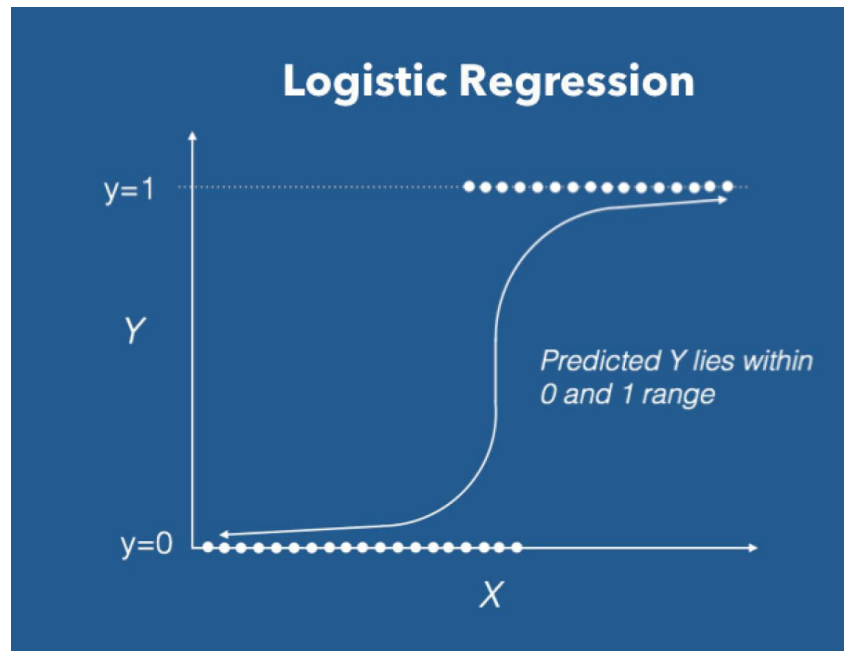 Logistic Regression
y=1
Y
Predicted Y lies within
0 and 1 range
y=0
X